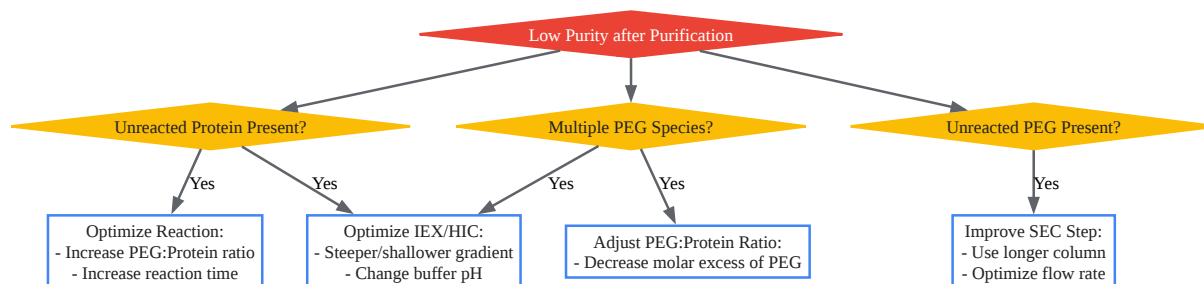 Low Purity after Purification
Unreacted Protein Present?
Multiple PEG Species?
Unreacted PEG Present?
Yes
Yes
Yes
Yes
Yes
Optimize Reaction:
- Increase PEG:Protein ratio
- Increase reaction time
Optimize IEX/HIC:
- Steeper/shallower gradient
- Change buffer pH
Adjust PEG:Protein Ratio:
- Decrease molar excess of PEG
Improve SEC Step:
- Use longer column
- Optimize flow rate